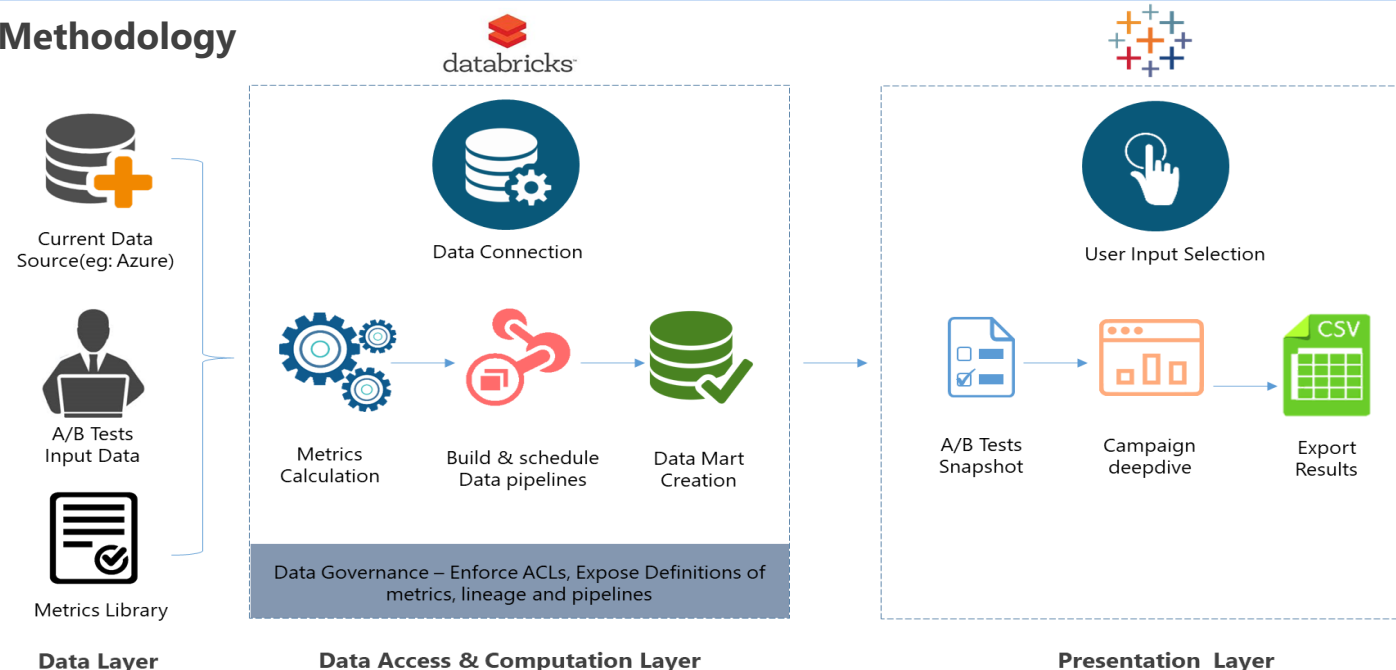 Methodology
databricks
Current Data
Source(eg: Azure)
A/B Tests
Input Data
Metrics Library
Data Layer
Data Connection
Metrics
Calculation
Build & schedule
Data pipelines
Data Mart
Creation
Data Governance – Enforce ACLs, Expose Definitions of
metrics, lineage and pipelines
Data Access & Computation Layer
User Input Selection
A/B Tests
Snapshot
Campaign
deepdive
CSV
Export
Results
Presentation Layer